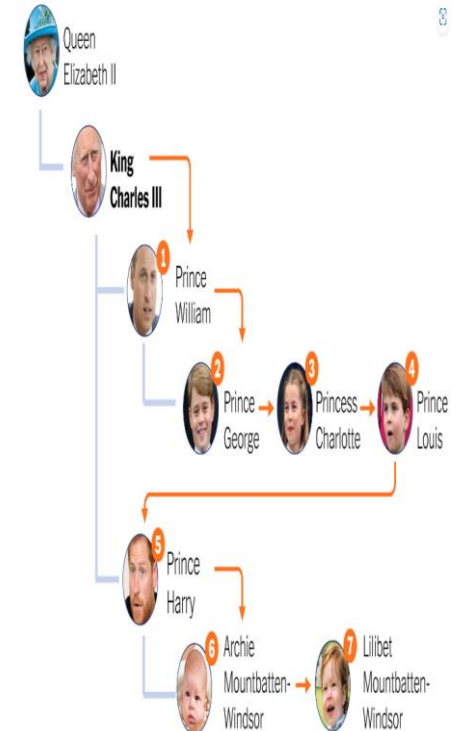 Queen
Elizabeth II
King
Charles III
1
Prince
William
2
Prince
George
3
Princess
Charlotte
4
Prince
Louis
5
Prince
Harry
6
Archie
Mountbatten-
Windsor
7
Lilibet
Mountbatten-
Windsor